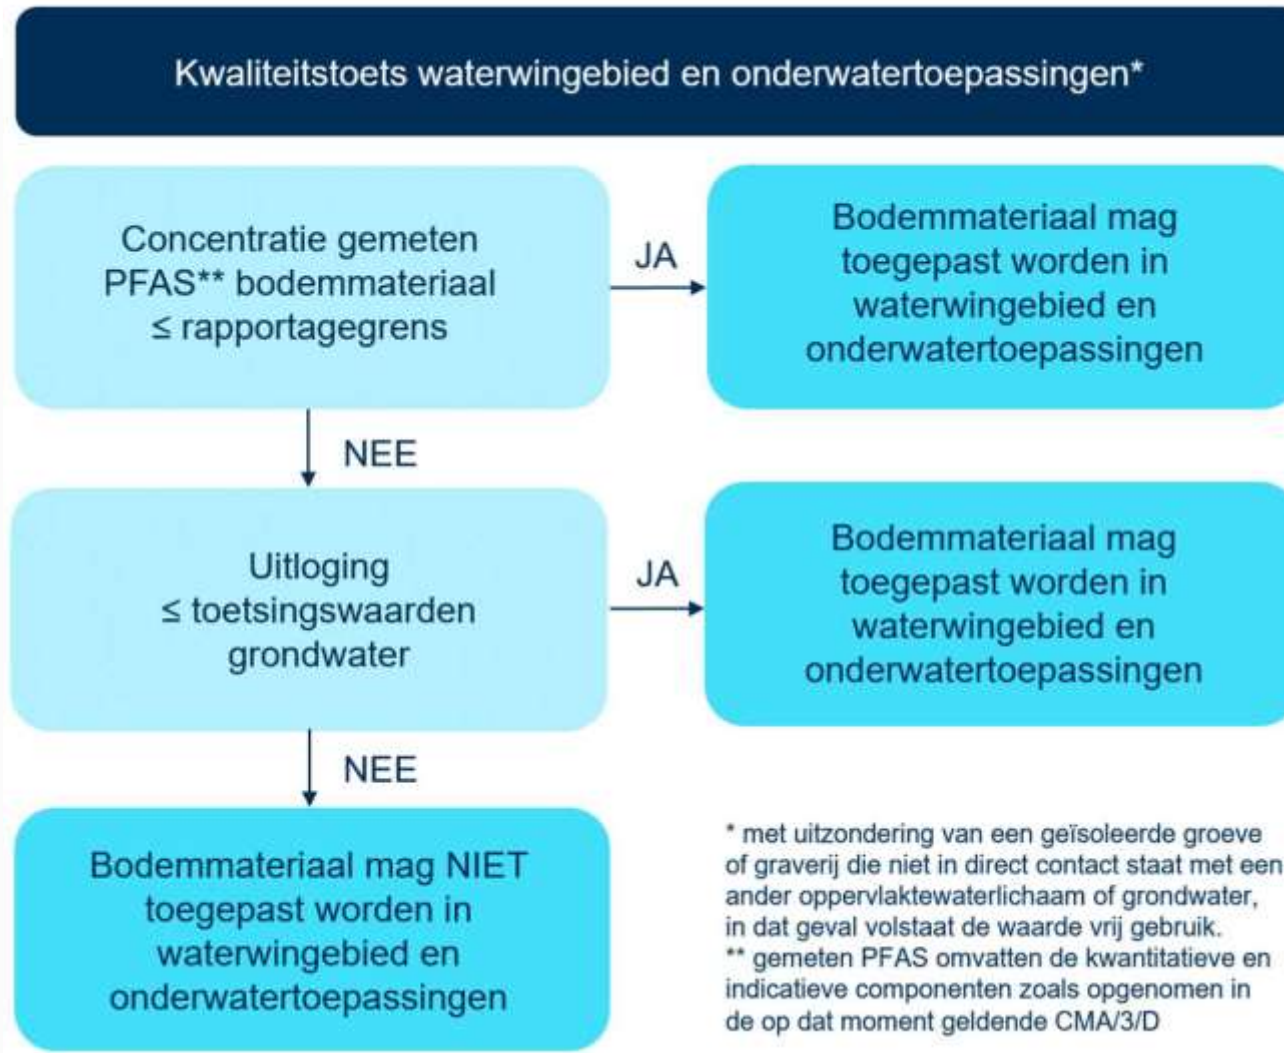 Kwaliteitstoets waterwingebied en onderwatertoepassingen*
Concentratie gemeten
PFAS** bodemmateriaal
≤ rapportagegrens
JA
Bodemmateriaal mag
toegepast worden in
waterwingebied en
onderwatertoepassingen
NEE
Uitloging
≤ toetsingswaarden
grondwater
JA
Bodemmateriaal mag
toegepast worden in
waterwingebied en
onderwatertoepassingen
NEE
Bodemmateriaal mag NIET
toegepast worden in
waterwingebied en
onderwatertoepassingen
* met uitzondering van een geïsoleerde groeve
of graverij die niet in direct contact staat met een
ander oppervlaktewaterlichaam of grondwater,
in dat geval volstaat de waarde vrij gebruik.
** gemeten PFAS omvatten de kwantitatieve en
indicatieve componenten zoals opgenomen in
de op dat moment geldende CMA/3/D